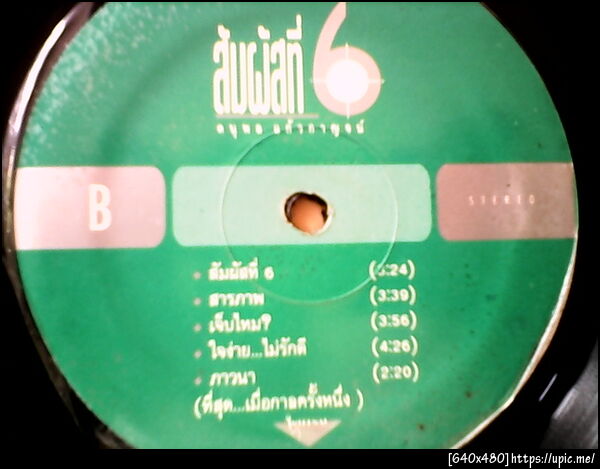 สัมผัสที่ 6
B
STEREO
สัมผัสที่ 6 (5:24)
สารภาพ (3:39)
เจ็บไหม? (3:56)
ใจง่าย...ไม่รักดี (4:26)
ภาวนา (2:20)
(ที่สุด...เมื่อกาลครั้งหนึ่ง )
[640x480]https://upic.me/